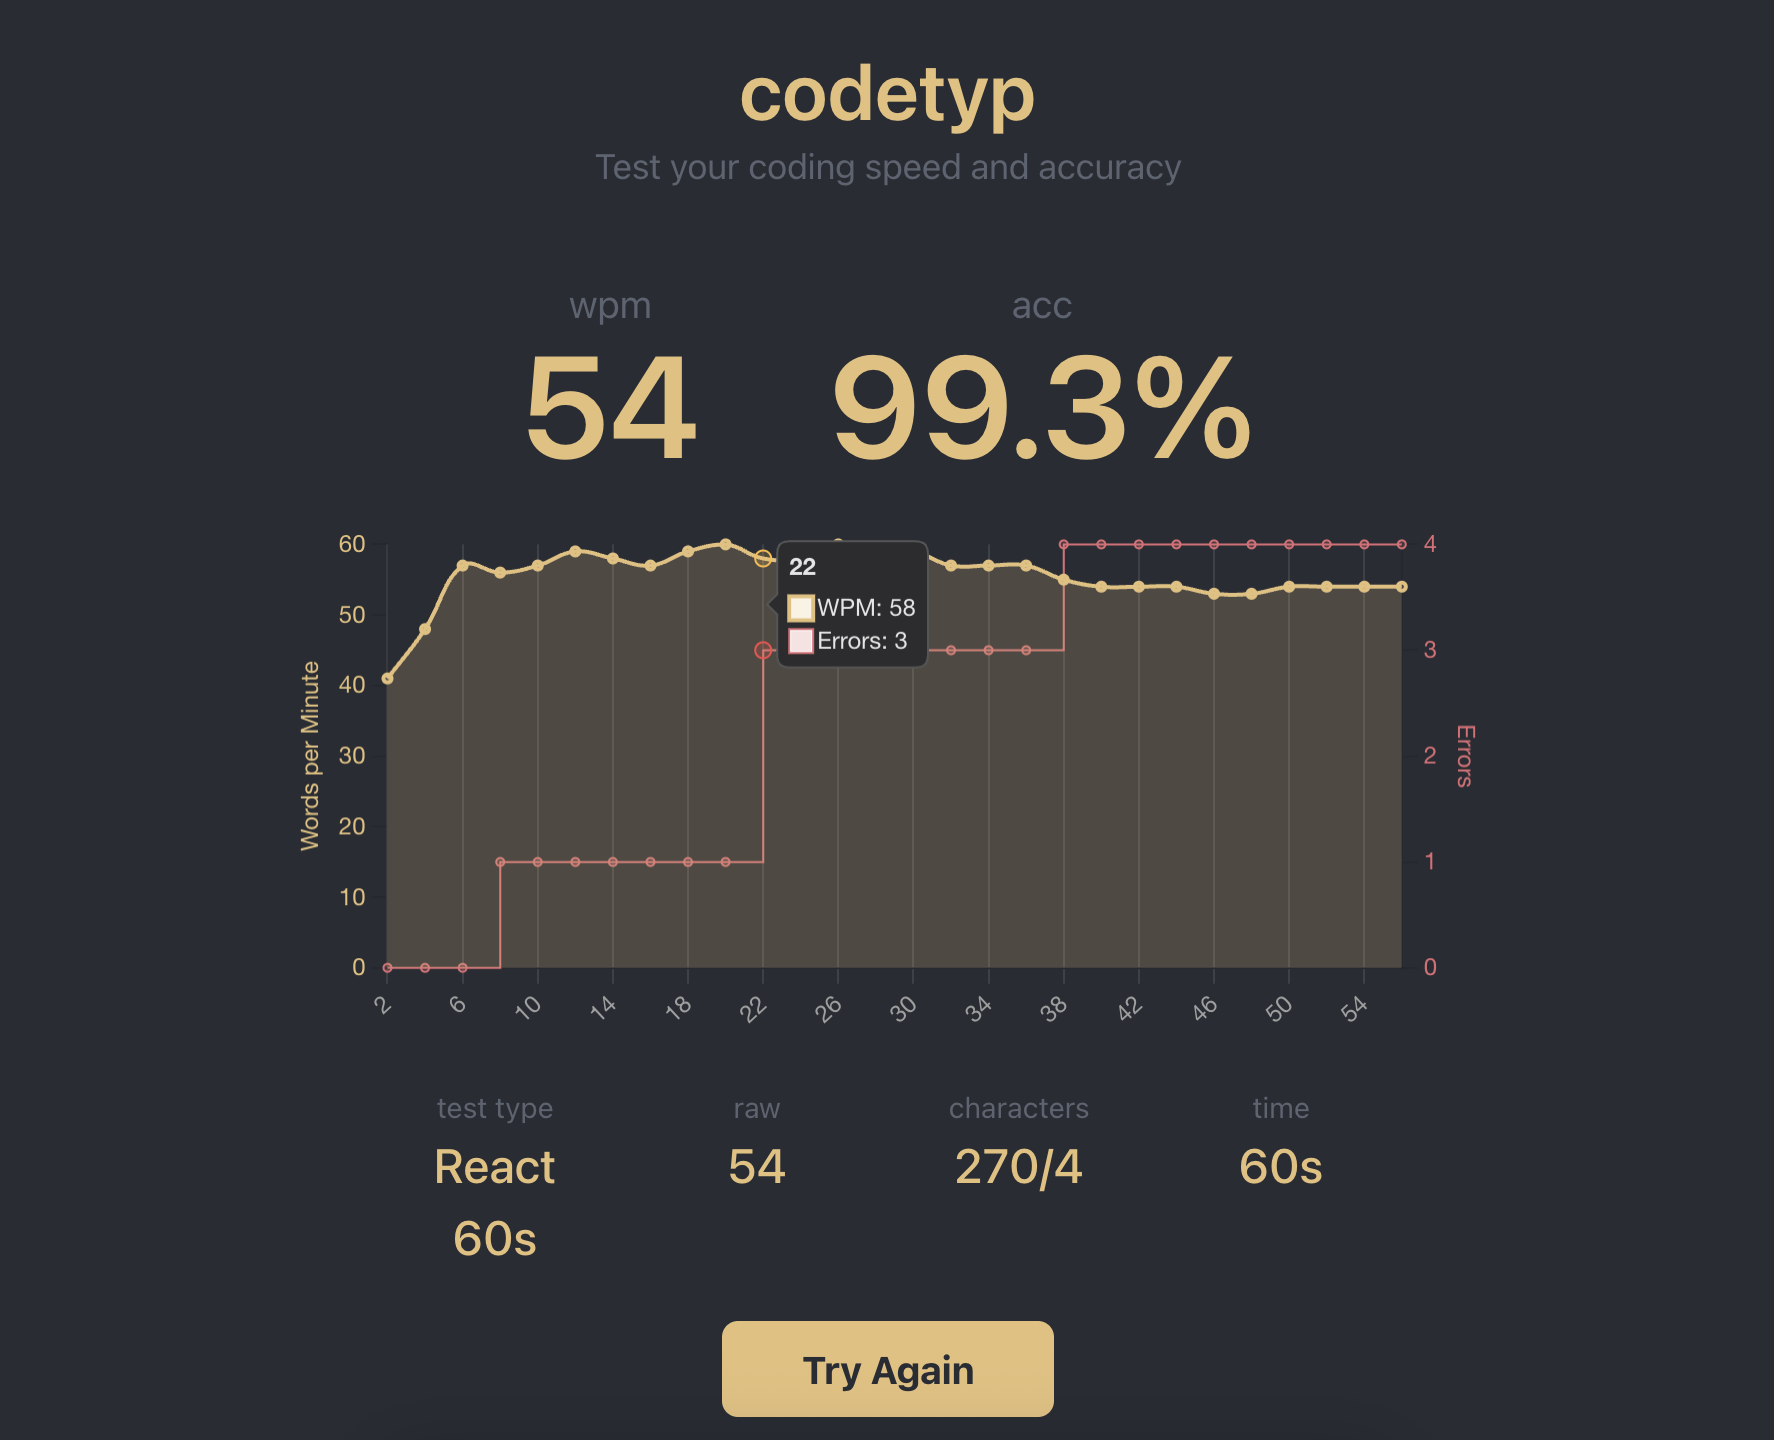 codetyp
Test your coding speed and accuracy
wpm
54
acc
99.3%
Words per Minute
60
50
40
30
20
10
0
22
WPM: 58
Errors: 3
4
3
2
1
0
Errors
2 6 10 14 18 22 26 30 34 38 42 46 50 54
test type
React
60s
raw
54
characters
270/4
time
60s
Try Again